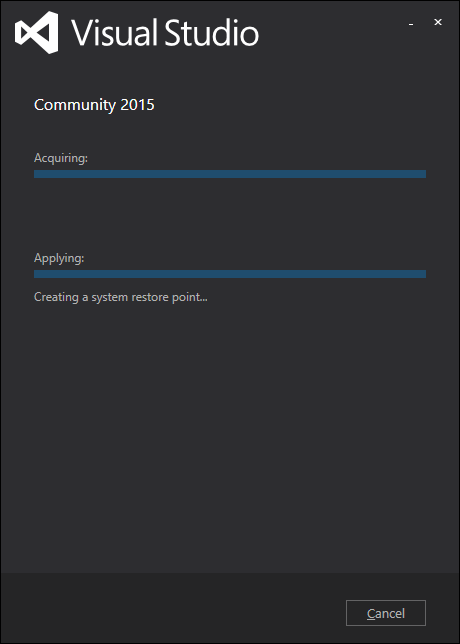 Visual Studio
Community 2015
Acquiring:
Applying:
Creating a system restore point...
Cancel